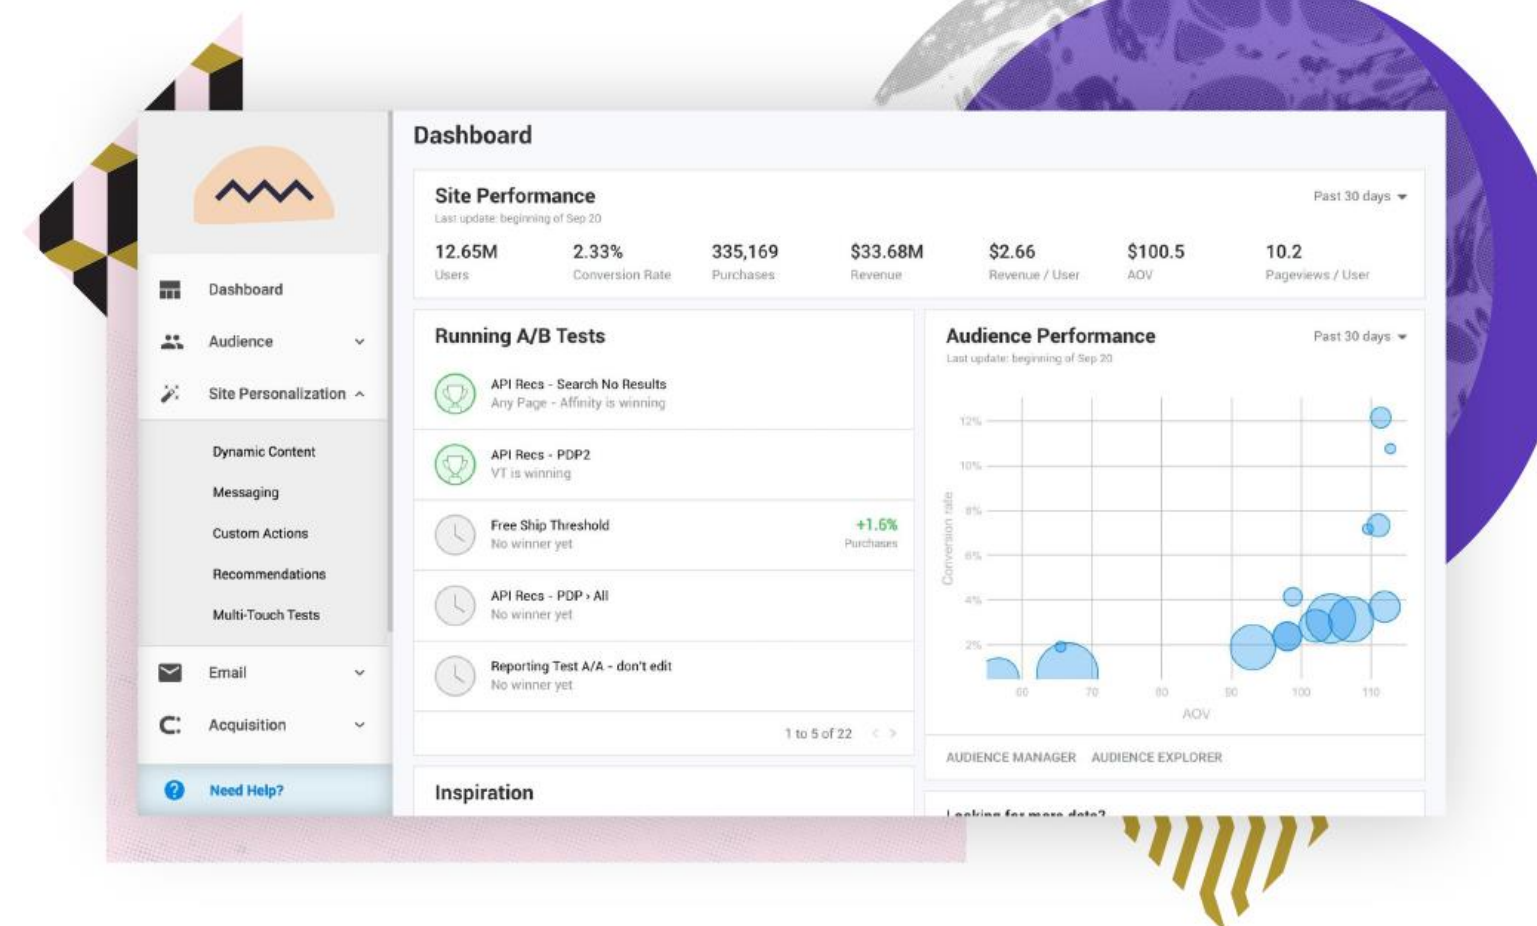 Dashboard
Dashboard
Audience
Site Personalization
Dynamic Content
Messaging
Custom Actions
Recommendations
Multi-Touch Tests
Email
Acquisition
Need Help?
Site Performance
Past 30 days
Last update: beginning of Sep 20
12.65M 2.33% 335,169 $33.68M $2.66 $100.5 10.2
Users Conversion Rate Purchases Revenue Revenue / User AOV Pageviews / User
Running A/B Tests
API Recs - Search No Results
Any Page - Affinity is winning
API Recs - PDP2
VT is winning
Free Ship Threshold
+1.6%
No winner yet
Purchases
API Recs - PDP › All
No winner yet
Reporting Test A/A - don't edit
No winner yet
1 to 5 of 22 < >
Inspiration
Audience Performance
Past 30 days
Last update: beginning of Sep 20
Conversion rate
12%
10%
8%
6%
4%
2%
60 70 80 90 100 110
AOV
AUDIENCE MANAGER AUDIENCE EXPLORER
Looking for more data?